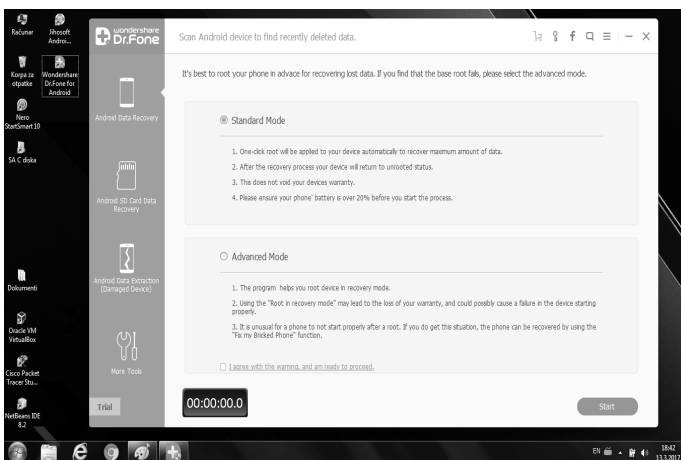 Računar
Jihosoft
Androi...
Korpa za
otpatke
Wondershare
Dr.Fone for
Android
Nero
StartSmart 10
SA C diska
Dokumenti
Oracle VM
VirtualBox
Cisco Packet
Tracer Stu...
NetBeans IDE
8.2
wondershare
Dr.Fone
Scan Android device to find recently deleted data.
Android Data Recovery
Android SD Card Data
Recovery
Android Data Extraction
(Damaged Device)
More Tools
Trial
It's best to root your phone in advace for recovering lost data. If you find that the base root fails, please select the advanced mode.
Standard Mode
1. One-click root will be applied to your device automatically to recover maximum amount of data.
2. After the recovery process your device will return to unrooted status.
3. This does not void your devices warranty.
4. Please ensure your phone' battery is over 20% before you start the process.
Advanced Mode
1. The program helps you root device in recovery mode.
2. Using the "Root in recovery mode" may lead to the loss of your warranty, and could possibly cause a failure in the device starting
properly.
3. It is unusual for a phone to not start properly after a root. If you do get this situation, the phone can be recovered by using the
"Fix my Bricked Phone" function.
I agree with the warning, and am ready to proceed.
00:00:00.0
Start
EN
18:42
13.3.2017